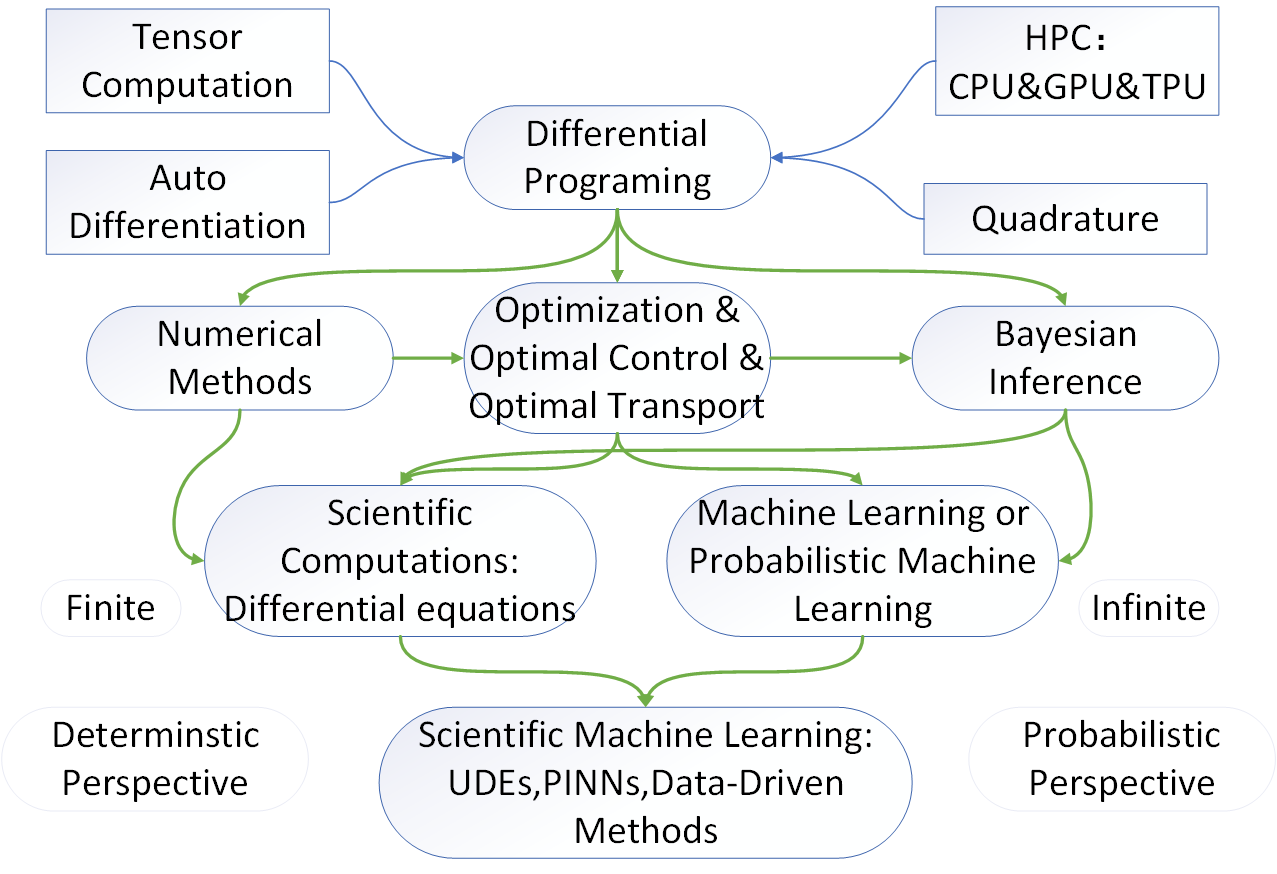 Tensor
Computation
HPC：
CPU&GPU&TPU
Differential
Programing
Auto
Differentiation
Quadrature
Numerical
Methods
Optimization &
Optimal Control &
Optimal Transport
Bayesian
Inference
Scientific
Computations:
Differential equations
Machine Learning or
Probabilistic Machine
Learning
Finite
Infinite
Determinstic
Perspective
Scientific Machine Learning:
UDEs,PINNs,Data-Driven
Methods
Probabilistic
Perspective